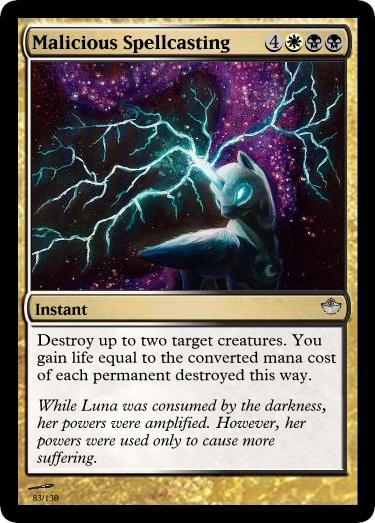 Malicious Spellcasting 4
Instant
Destroy up to two target creatures. You
gain life equal to the converted mana cost
of each permanent destroyed this way.
While Luna was consumed by the darkness,
her powers were amplified. However, her
powers were used only to cause more
suffering.
83/130